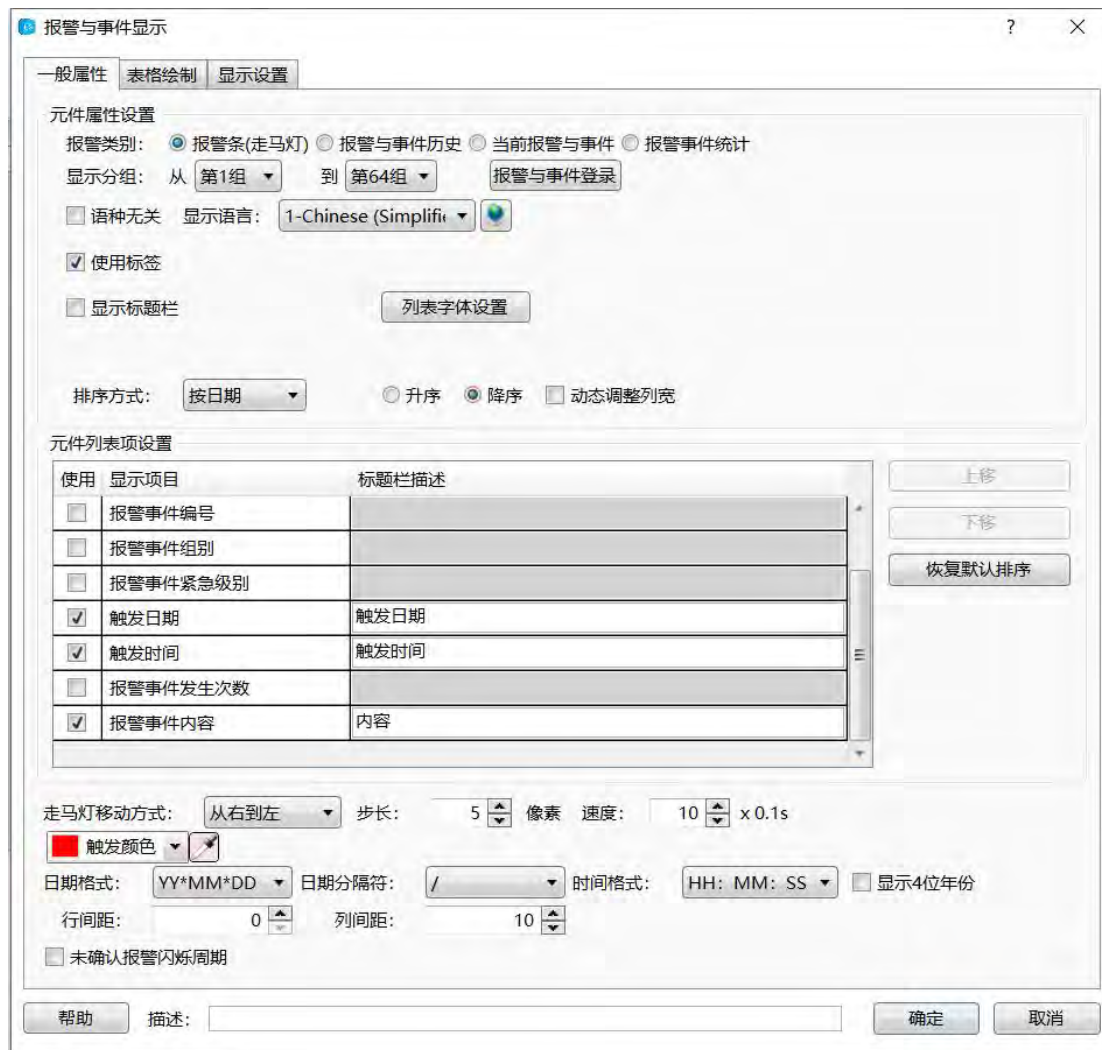 报警与事件显示 ?
一般属性 表格绘制 显示设置
元件属性设置
报警类别: 报警条(走马灯) 报警与事件历史 当前报警与事件 报警事件统计
显示分组: 从 第1组 到 第64组 报警与事件登录
语种无关 显示语言: 1-Chinese (Simplifi
使用标签
显示标题栏 列表字体设置
排序方式: 按日期 升序 降序 动态调整列宽
元件列表项设置
使用 显示项目 标题栏描述 上移
报警事件编号
下移
报警事件组别
恢复默认排序
报警事件紧急级别
触发日期 触发日期
触发时间 触发时间
报警事件发生次数
报警事件内容 内容
走马灯移动方式: 从右到左 步长: 5 像素 速度: 10 x 0.1s
触发颜色
日期格式: YY*MM*DD 日期分隔符: / 时间格式: HH: MM: SS 显示4位年份
行间距: 0 列间距: 10
未确认报警闪烁周期
帮助 描述: 确定 取消